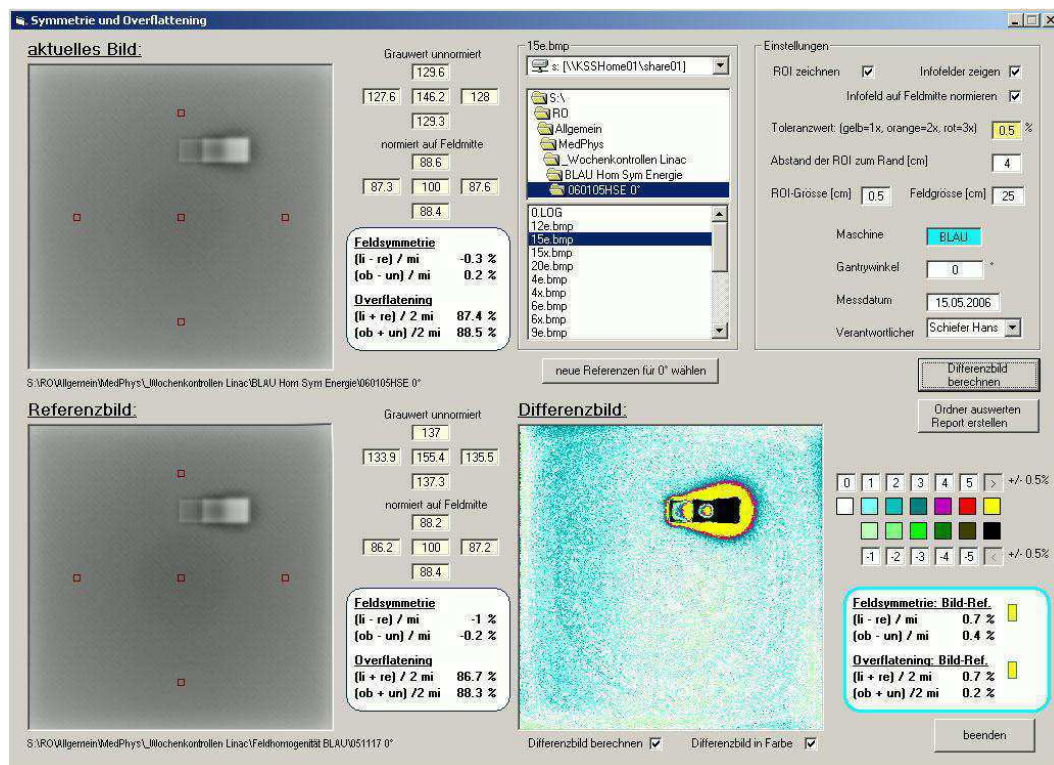 Symmetrie und Overflattening
aktuelles Bild:
Grauwert unnormiert
129.6
127.6 146.2 128
129.3
normiert auf Feldmitte
88.6
87.3 100 87.6
88.4
Feldsymmetrie
(li - re) / mi -0.3 %
(ob - un) / mi 0.2 %
Overflatening
(li + re) / 2 mi 87.4 %
(ob + un) /2 mi 88.5 %
S:\RO\Allgemein\MedPhys\_Wochenkontrollen Linac\BLAU Hom Sym Energie\060105HSE 0°
15e.bmp
s: [\\KSSHome01\share01]
S:\
RO
Allgemein
MedPhys
_Wochenkontrollen Linac
BLAU Hom Sym Energie
060105HSE 0°
0.LOG
12e.bmp
15e.bmp
15x.bmp
20e.bmp
4e.bmp
4x.bmp
6e.bmp
6x.bmp
9e.bmp
neue Referenzen für 0° wählen
Einstellungen
ROI zeichnen
Infofelder zeigen
Infofeld auf Feldmitte normieren
Toleranzwert: (gelb=1x, orange=2x, rot=3x) 0.5 %
Abstand der ROI zum Rand [cm] 4
ROI-Grösse [cm] 0.5 Feldgrösse [cm] 25
Maschine BLAU
Gantrywinkel 0 °
Messdatum 15.05.2006
Verantwortlicher Schiefer Hans
Differenzbild berechnen
Ordner auswerten
Report erstellen
Referenzbild:
Grauwert unnormiert
137
133.9 155.4 135.5
137.3
normiert auf Feldmitte
88.2
86.2 100 87.2
88.4
Feldsymmetrie
(li - re) / mi -1 %
(ob - un) / mi -0.2 %
Overflatening
(li + re) / 2 mi 86.7 %
(ob + un) /2 mi 88.3 %
S:\RO\Allgemein\MedPhys\_Wochenkontrollen Linac\Feldhomogenität BLAU\051117 0°
Differenzbild:
Differenzbild berechnen
Differenzbild in Farbe
0 1 2 3 4 5 > +/- 0.5%
-1 -2 -3 -4 -5 < +/- 0.5%
Feldsymmetrie: Bild-Ref.
(li - re) / mi 0.7 %
(ob - un) / mi 0.4 %
Overflatening: Bild-Ref.
(li + re) / 2 mi 0.7 %
(ob + un) /2 mi 0.2 %
beenden